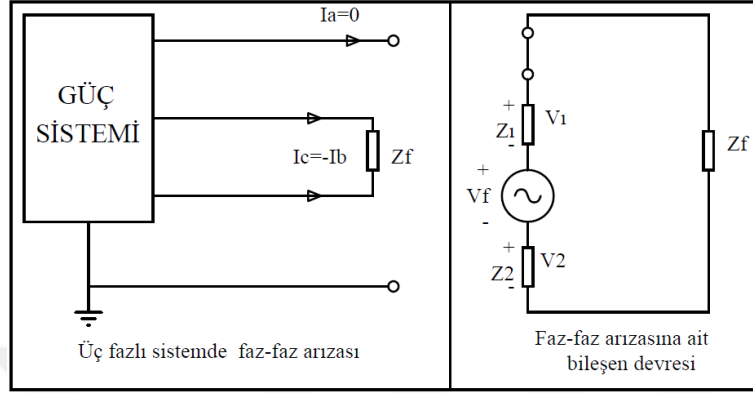 Ia=0
GÜÇ
SİSTEMİ
Ic=-Ib
Zf
Üç fazlı sistemde faz-faz arızası
+
Z1
-
V1
+
Vf
-
+
Z2
-
V2
Zf
Faz-faz arızasına ait
bileşen devresi